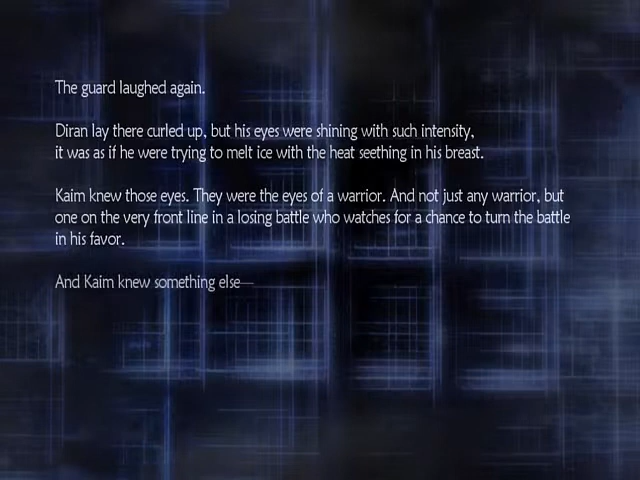 The guard laughed again.
Diran lay there curled up, but his eyes were shining with such intensity,
it was as if he were trying to melt ice with the heat seething in his breast.
Kaim knew those eyes. They were the eyes of a warrior. And not just any warrior, but
one on the very front line in a losing battle who watches for a chance to turn the battle
in his favor.
And Kaim knew something else—